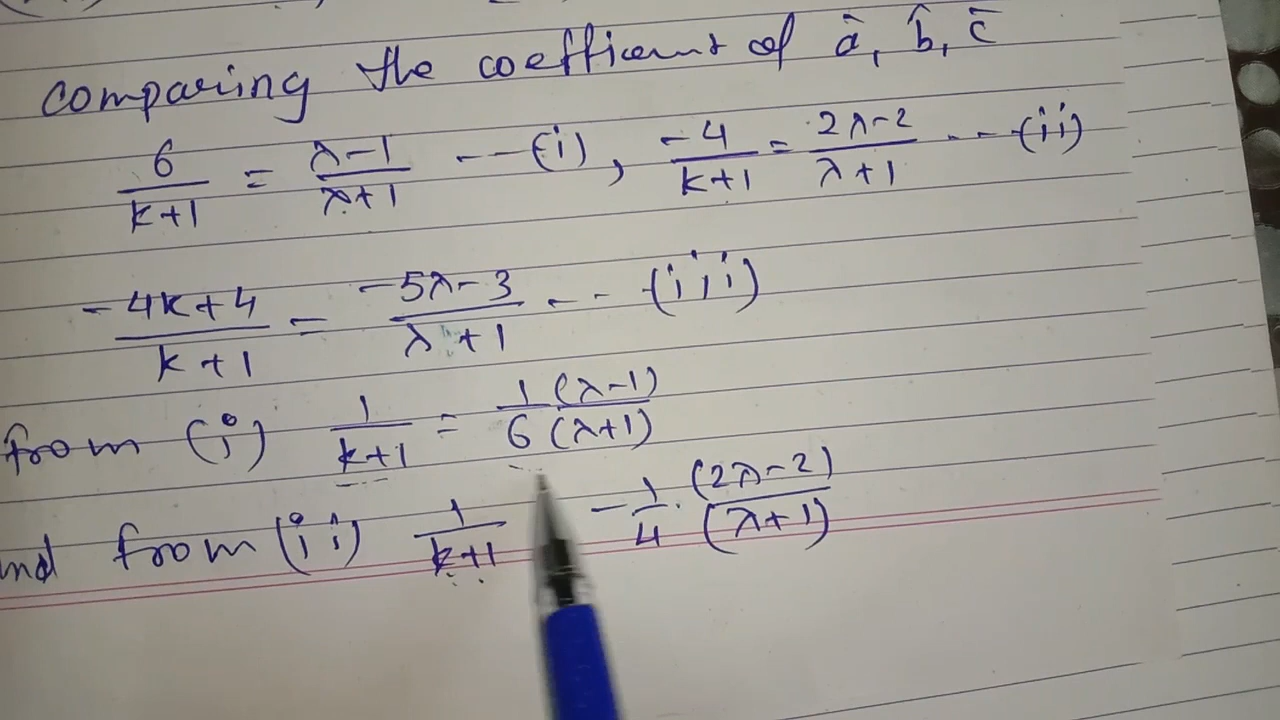 comparing the coefficent of ā, b̂, c̄
6/(k+1) = (λ-1)/(λ+1) ---(i), -4/(k+1) = (2λ-2)/(λ+1) ---(ii)
(-4k+4)/(k+1) = (-5λ-3)/(λ+1) --- (iii)
from (i) 1/(k+1) = 1/6 (λ-1)/(λ+1)
nd from (ii) 1/(k+1) -1/4 . (2λ-2)/(λ+1)